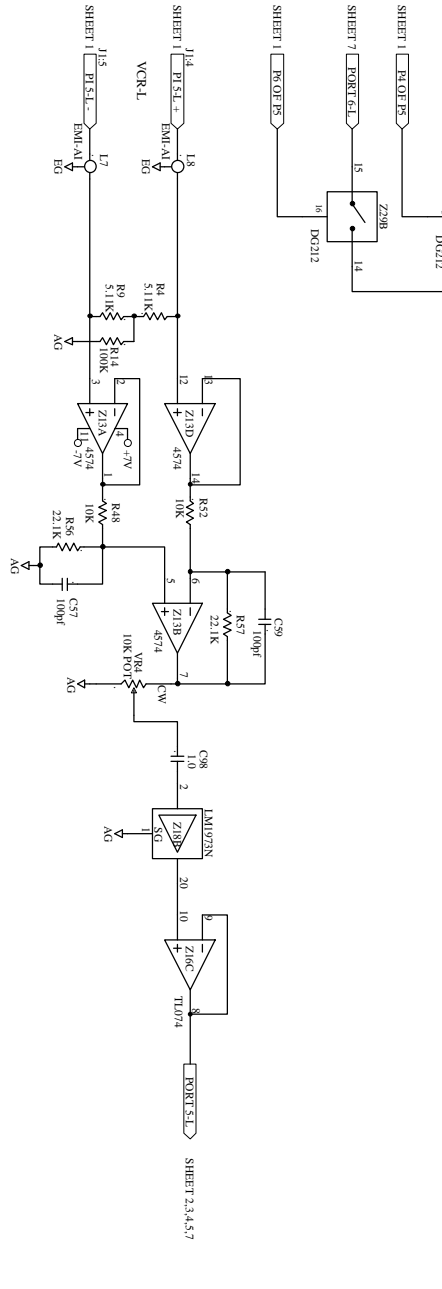 SHEET 1
P4 OF P5
SHEET 7
PORT 6-L
15
Z29B
14
DG212
SHEET 1
P6 OF P5
16
DG212
SHEET 1
J1:4
PI 5-L +
L8
EMI-AI
EG
VCR-L
SHEET 1
J1:5
PI 5-L -
L7
EMI-AI
EG
R4
5.11K
R9
5.11K
R14
100K
AG
13
12
Z13D
4574
14
2
3
Z13A
4574
4
+7V
11
-7V
1
R52
10K
R48
10K
R56
22.1K
C57
100pf
AG
6
5
Z13B
4574
7
C59
100pf
R57
22.1K
CW
VR4
10K POT
AG
C98
1.0
2
LM1973N
Z18B
SG
1
AG
20
9
10
Z16C
TL074
8
PORT 5-L
SHEET 2,3,4,5,7